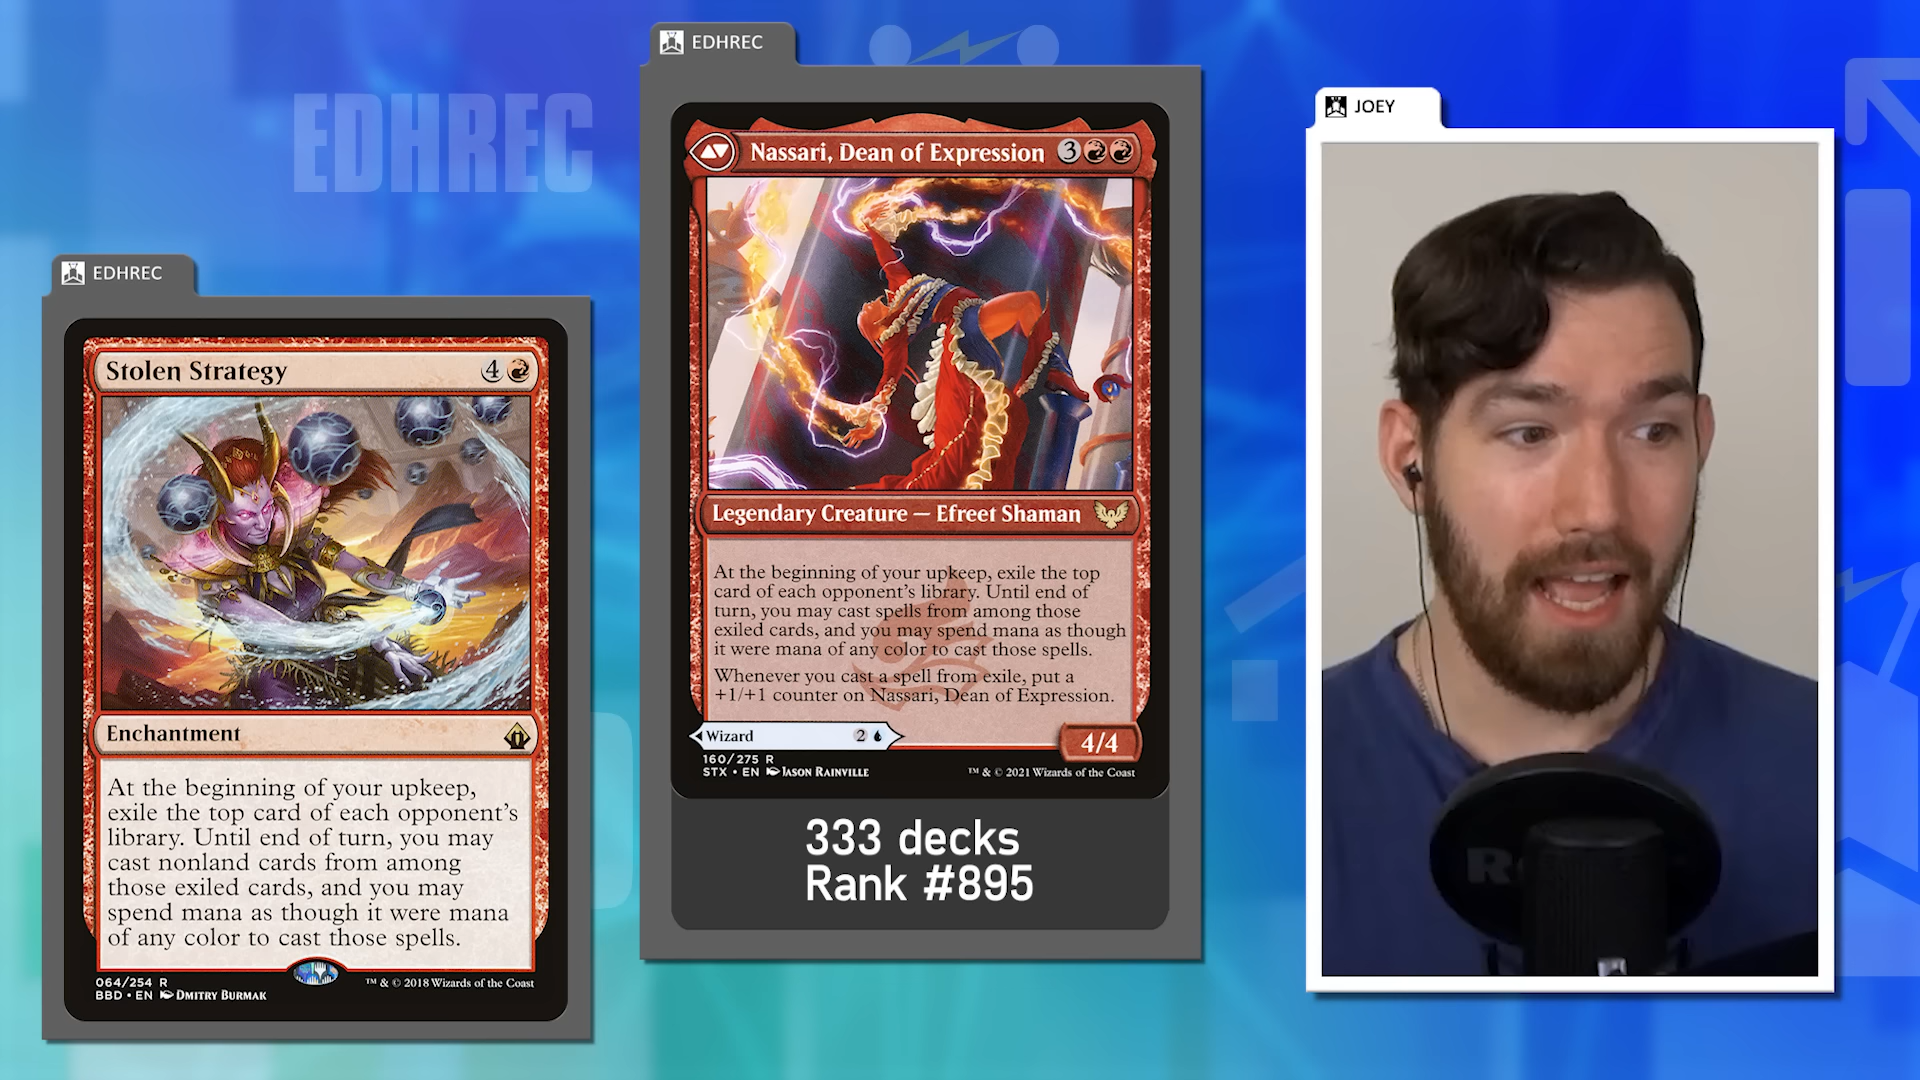 EDHREC
EDHREC
Stolen Strategy 4
Enchantment
At the beginning of your upkeep,
exile the top card of each opponent's
library. Until end of turn, you may
cast nonland cards from among
those exiled cards, and you may
spend mana as though it were mana
of any color to cast those spells.
064/254 R
BBD • EN DMITRY BURMAK
™ & © 2018 Wizards of the Coast
EDHREC
Nassari, Dean of Expression 3
Legendary Creature — Efreet Shaman
At the beginning of your upkeep, exile the top
card of each opponent's library. Until end of
turn, you may cast spells from among those
exiled cards, and you may spend mana as though
it were mana of any color to cast those spells.
Whenever you cast a spell from exile, put a
+1/+1 counter on Nassari, Dean of Expression.
Wizard 2
4/4
160/275 R
STX • EN JASON RAINVILLE
™ & © 2021 Wizards of the Coast
333 decks
Rank #895
JOEY